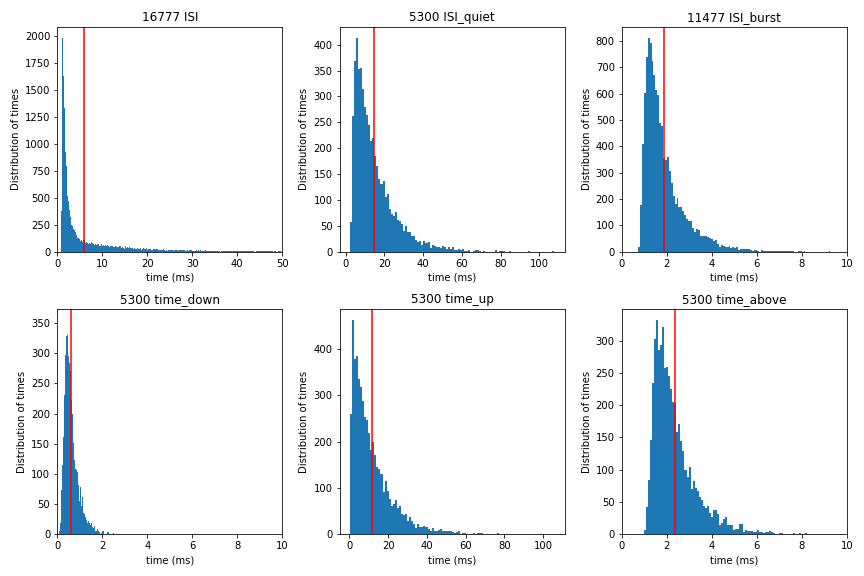 16777 ISI
5300 ISI_quiet
11477 ISI_burst
Distribution of times
2000
1750
1500
1250
1000
750
500
250
0
0 10 20 30 40 50
time (ms)
Distribution of times
400
350
300
250
200
150
100
50
0
0 20 40 60 80 100
time (ms)
Distribution of times
800
700
600
500
400
300
200
100
0
0 2 4 6 8 10
time (ms)
5300 time_down
5300 time_up
5300 time_above
Distribution of times
350
300
250
200
150
100
50
0
0 2 4 6 8 10
time (ms)
Distribution of times
400
300
200
100
0
0 20 40 60 80 100
time (ms)
Distribution of times
300
250
200
150
100
50
0
0 2 4 6 8 10
time (ms)